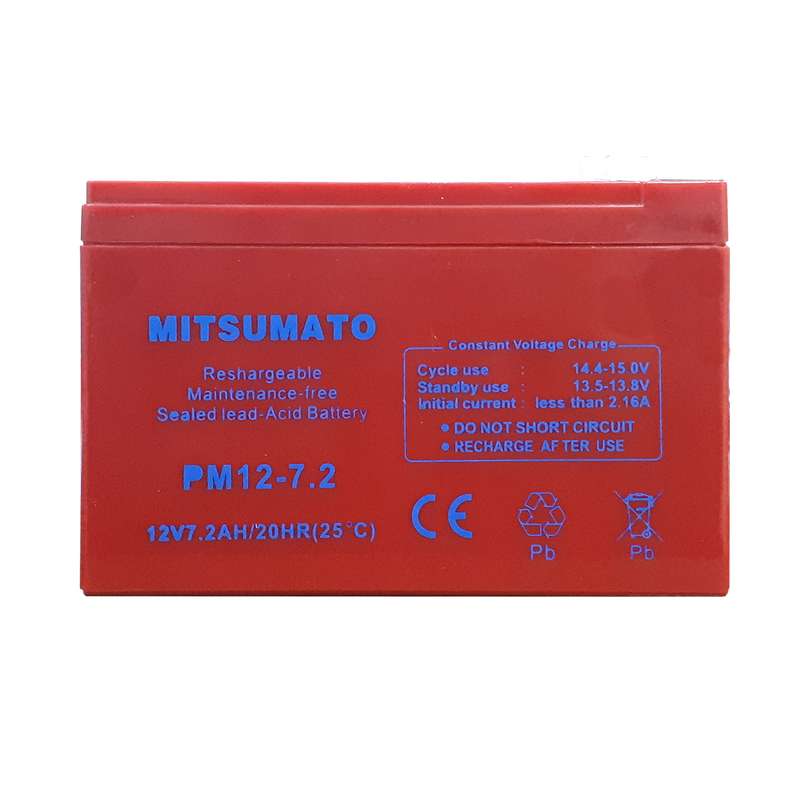 MITSUMATO
Reshargeable
Maintenance-free
Sealed lead-Acid Battery
PM12-7.2
12V7.2AH/20HR(25°C)
Constant Voltage Charge
Cycle use : 14.4-15.0V
Standby use : 13.5-13.8V
Initial current : less than 2.16A
● DO NOT SHORT CIRCUIT
● RECHARGE AFTER USE
CE
Pb Pb